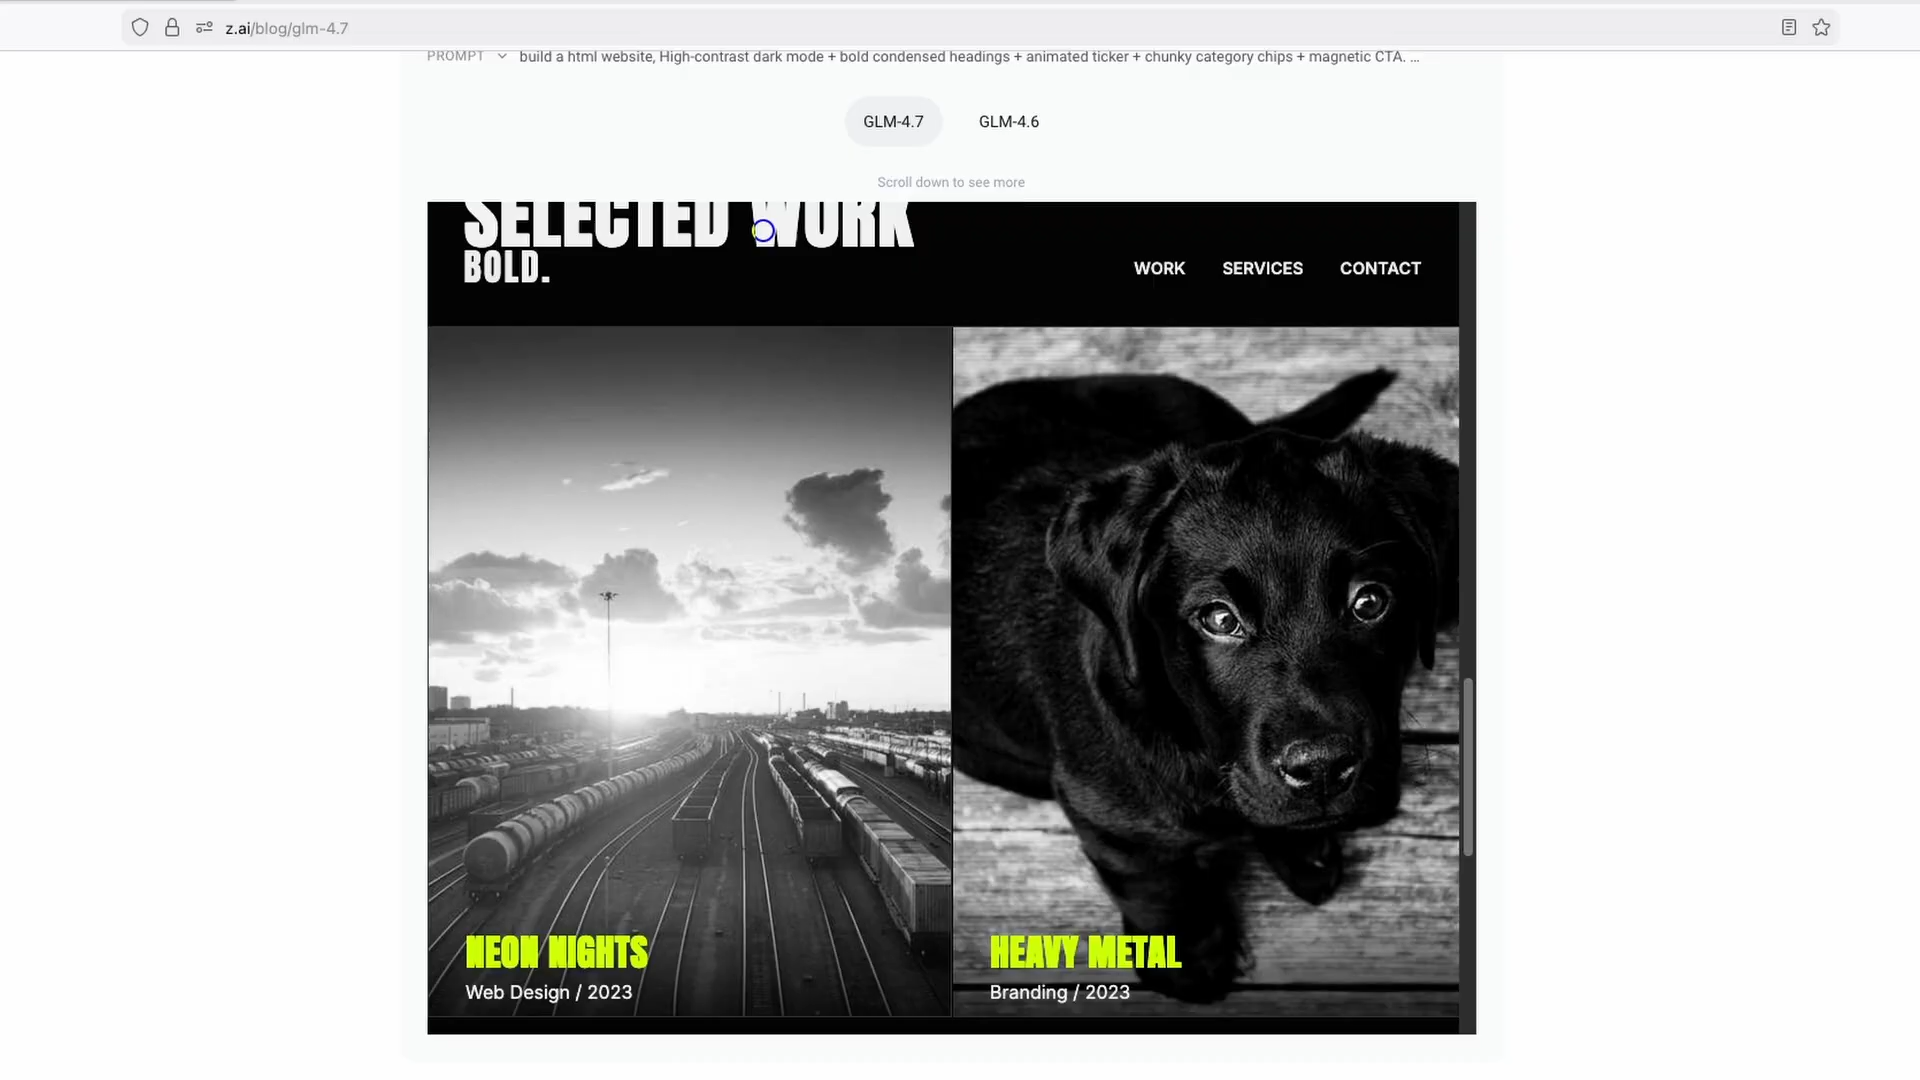 z.ai/blog/glm-4.7
PROMPT build a html website, High-contrast dark mode + bold condensed headings + animated ticker + chunky category chips + magnetic CTA. ...
GLM-4.7 GLM-4.6
Scroll down to see more
SELECTED WORK
BOLD.
WORK SERVICES CONTACT
NEON NIGHTS
Web Design / 2023
HEAVY METAL
Branding / 2023